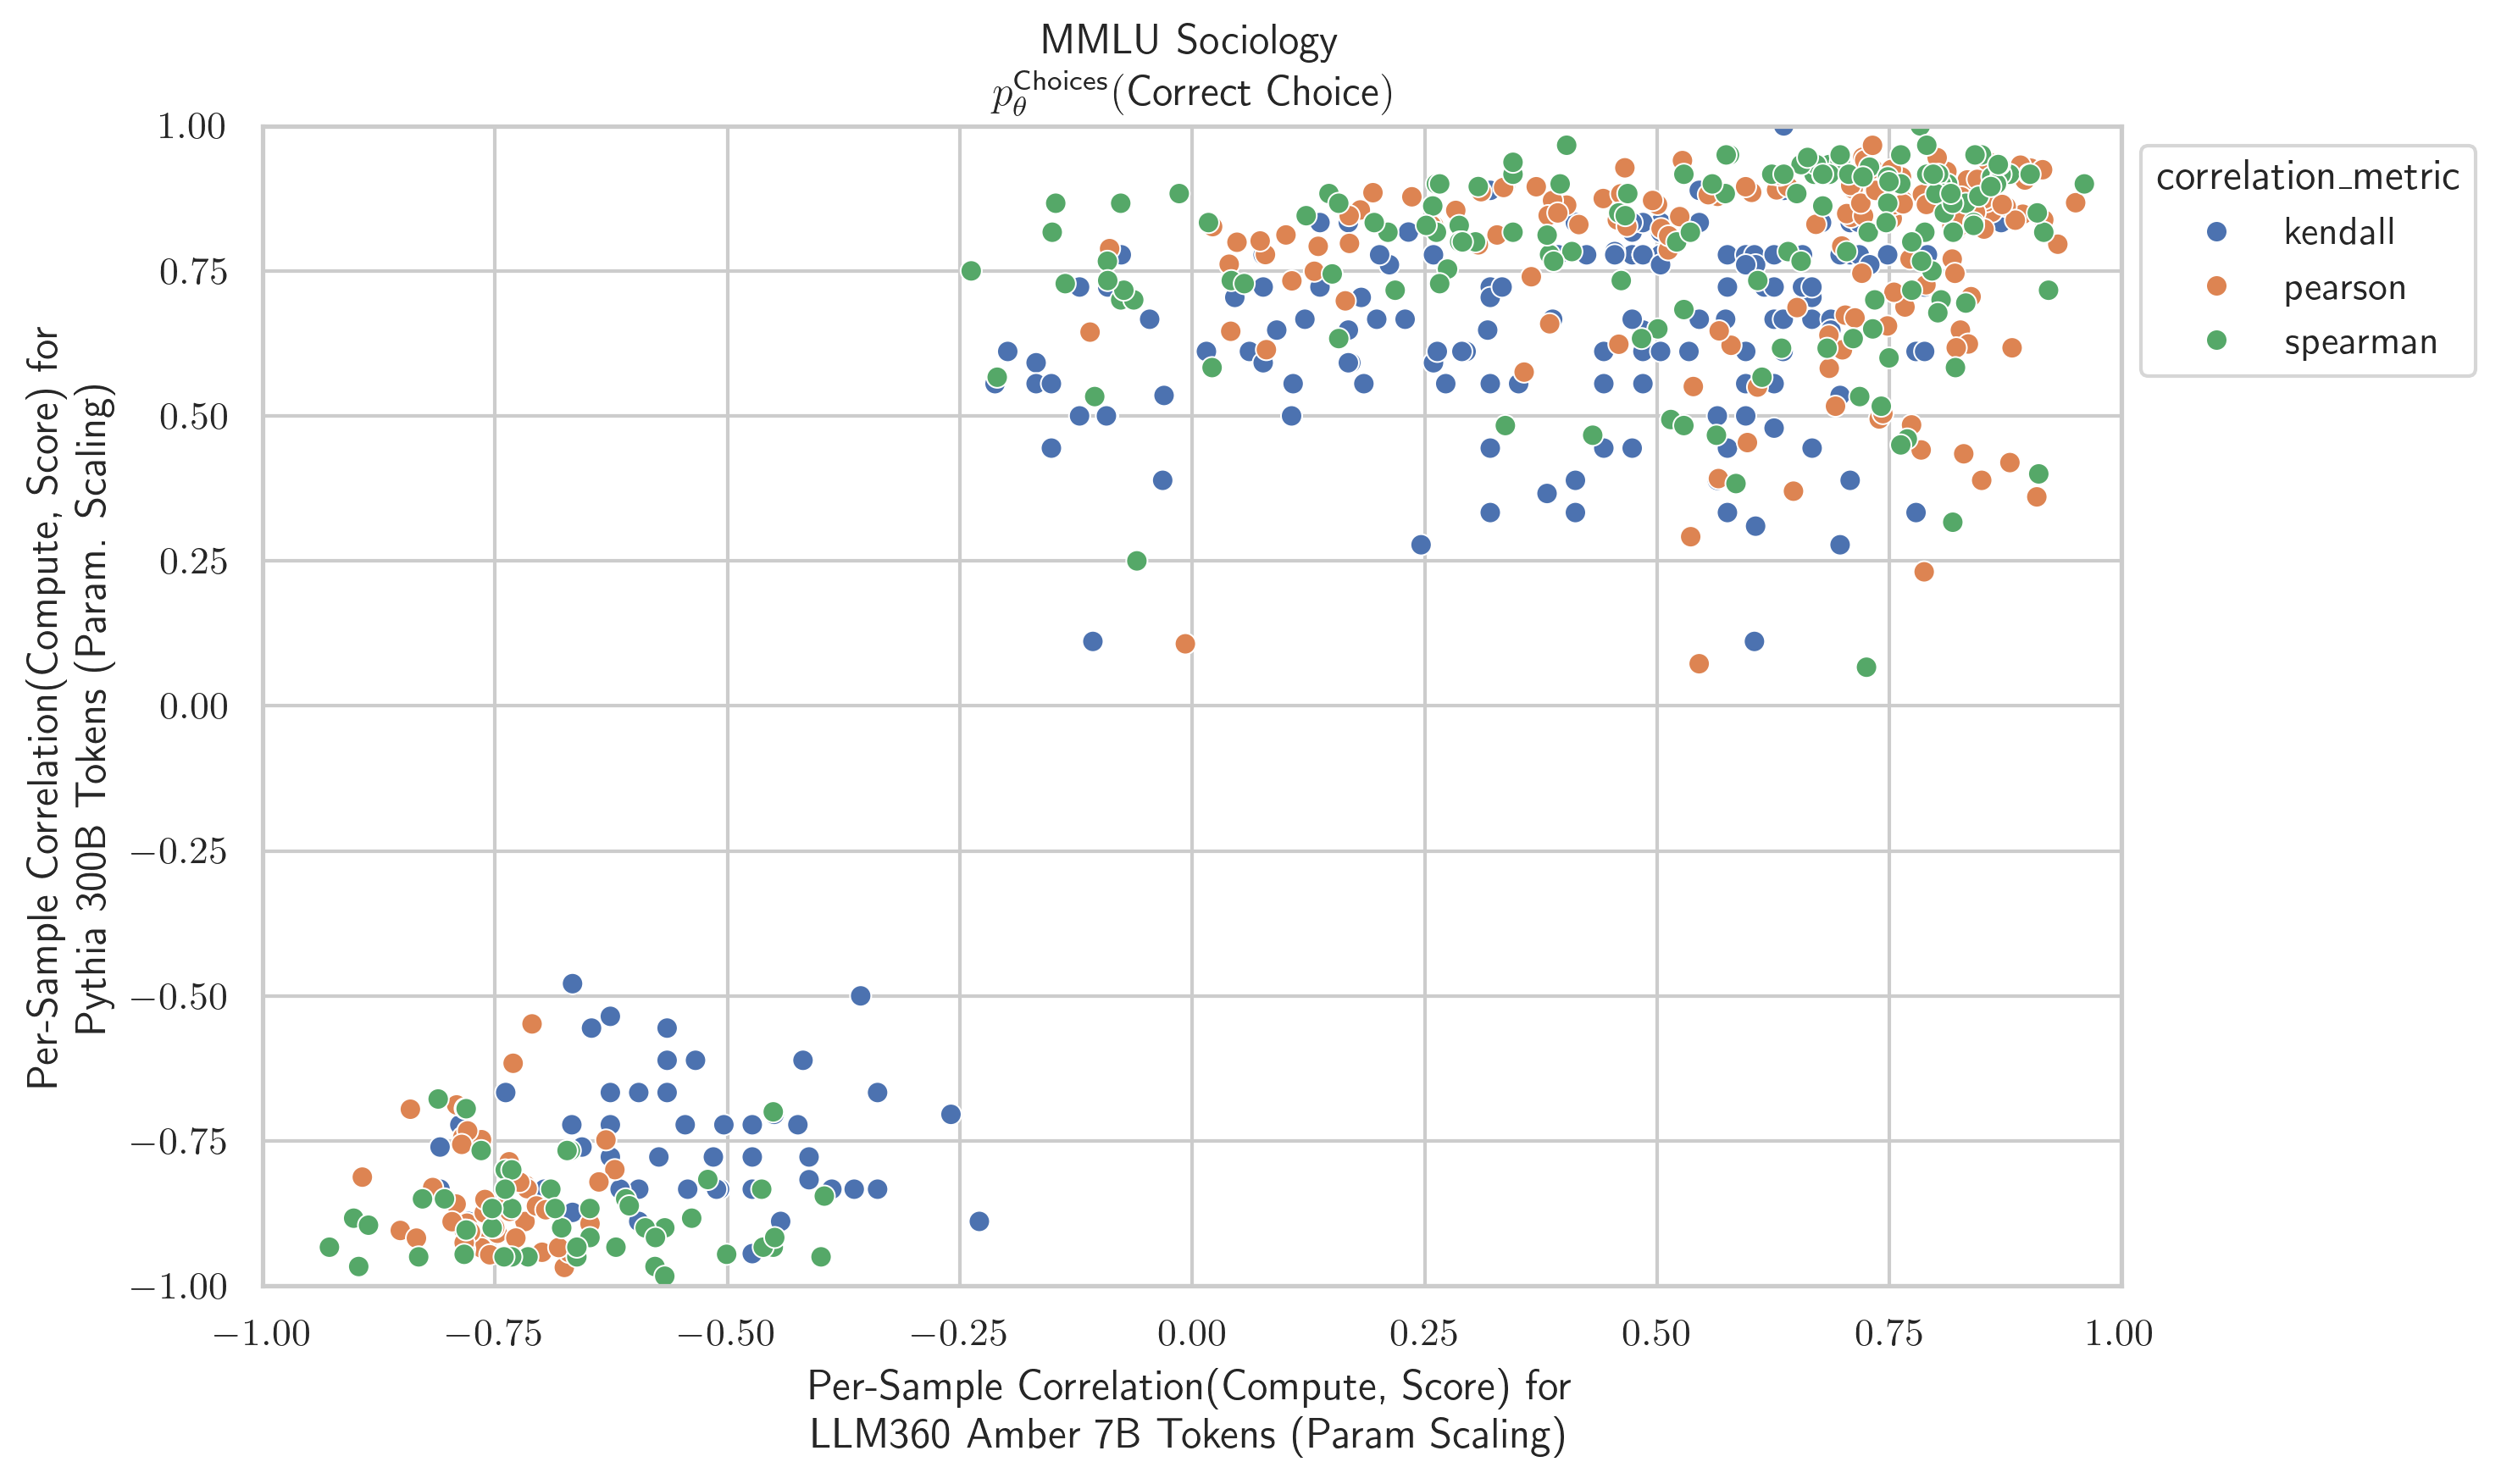 MMLU Sociology
p_θ^Choices(Correct Choice)
1.00
0.75
0.50
0.25
0.00
−0.25
−0.50
−0.75
−1.00
Per-Sample Correlation(Compute, Score) for
Pythia 300B Tokens (Param. Scaling)
correlation_metric
kendall
pearson
spearman
−1.00 −0.75 −0.50 −0.25 0.00 0.25 0.50 0.75 1.00
Per-Sample Correlation(Compute, Score) for
LLM360 Amber 7B Tokens (Param Scaling)